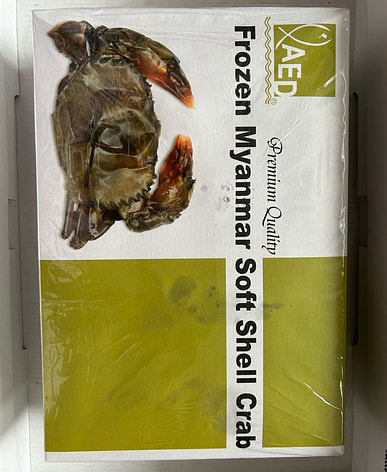 AED®
Premium Quality
Frozen Myanmar Soft Shell Crab